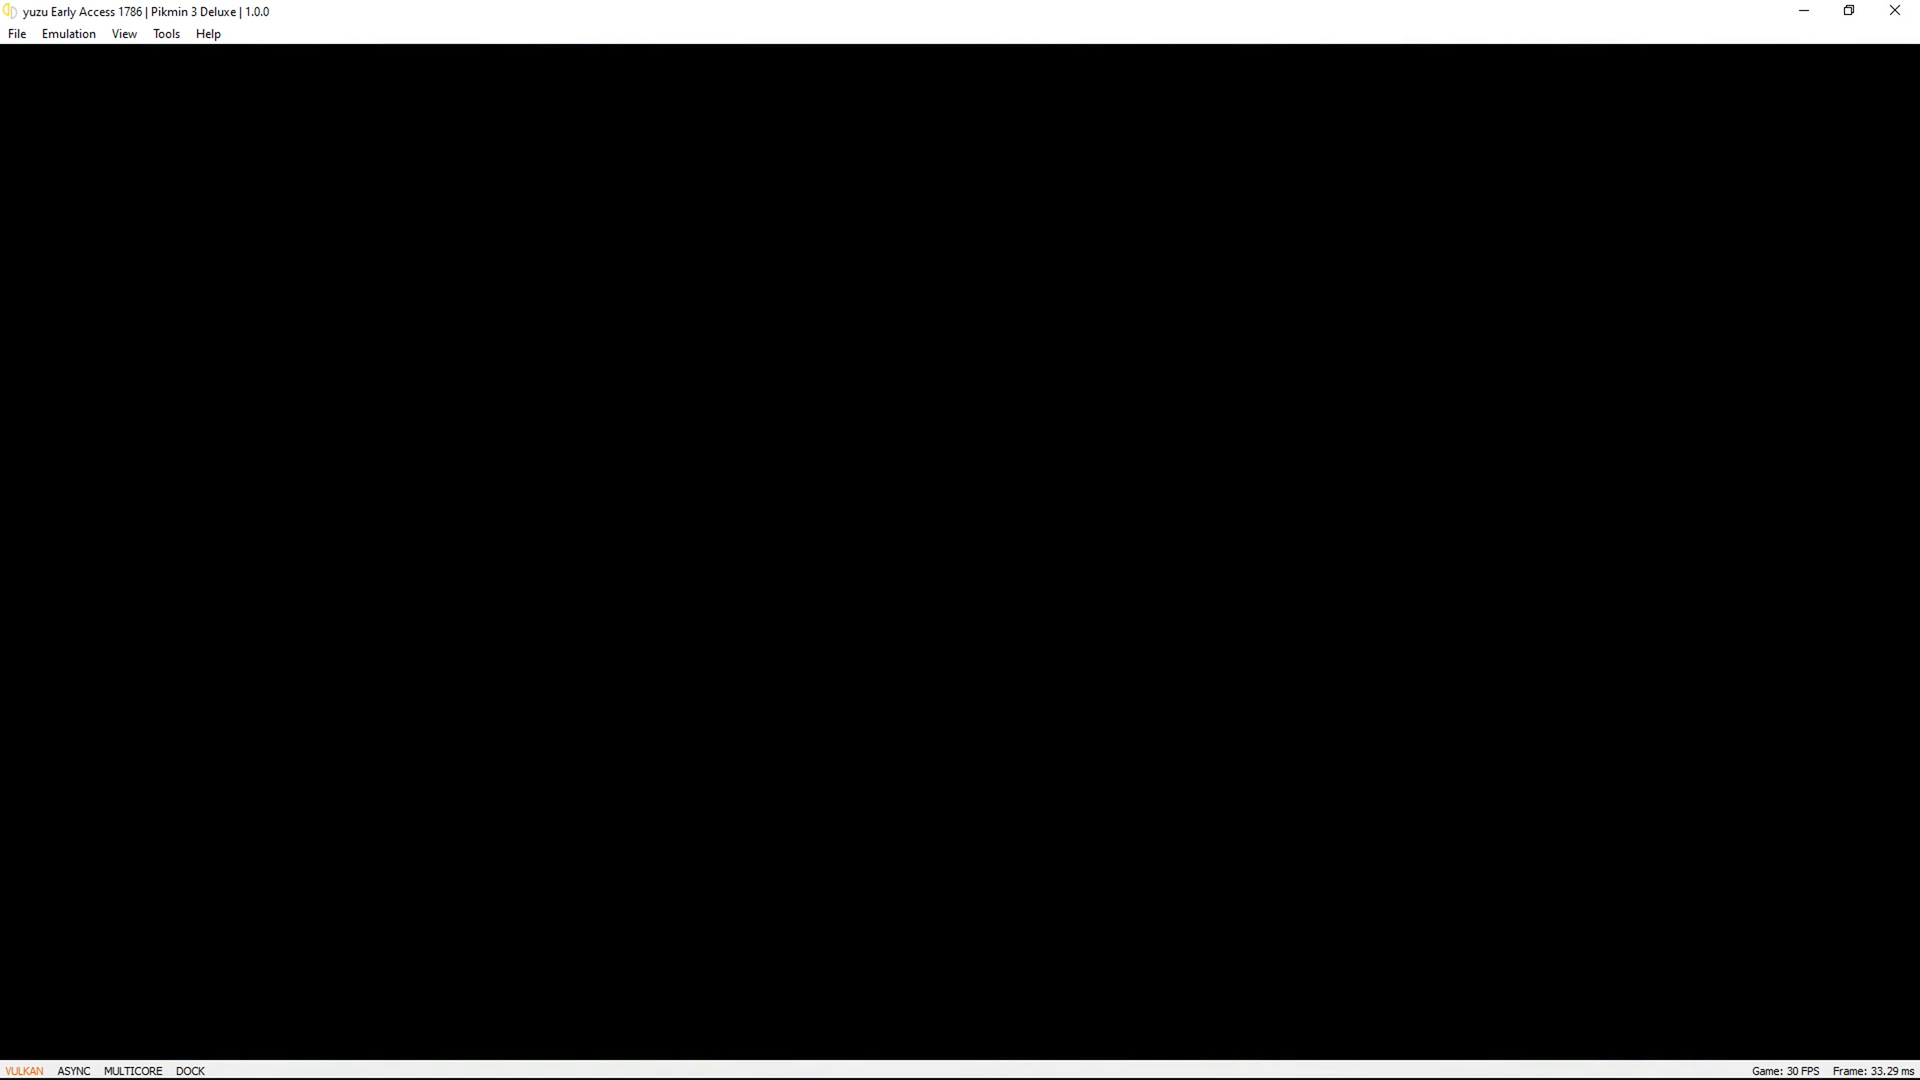 yuzu Early Access 1786 | Pikmin 3 Deluxe | 1.0.0
File Emulation View Tools Help
VULKAN ASYNC MULTICORE DOCK Game: 30 FPS Frame: 33.29 ms